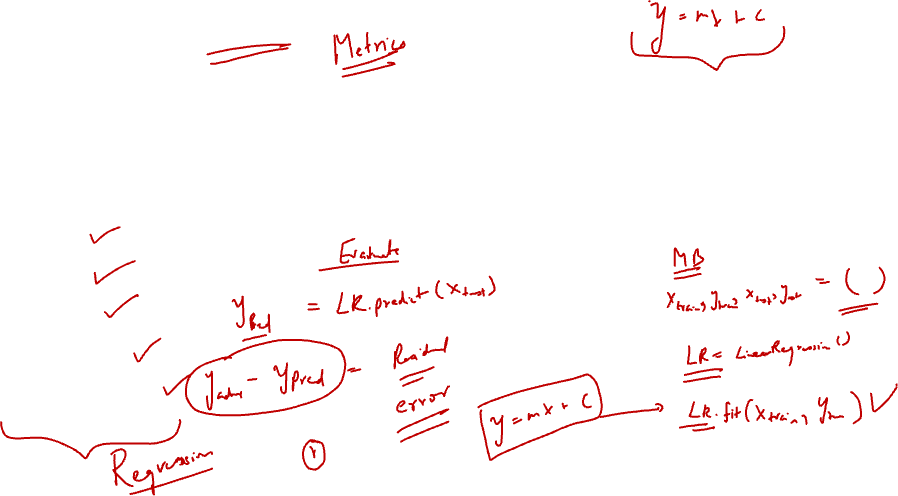 y = mx + c
Metrics
Evaluate
y Pred = LR.predict(xtest)
yactual - yPred = Residual
error
Regression
MB
xtrain, ytrain, xtest, ytest = ( )
LR = LinearRegression()
y = mx + c
LR.fit(xtrain, ytrain)